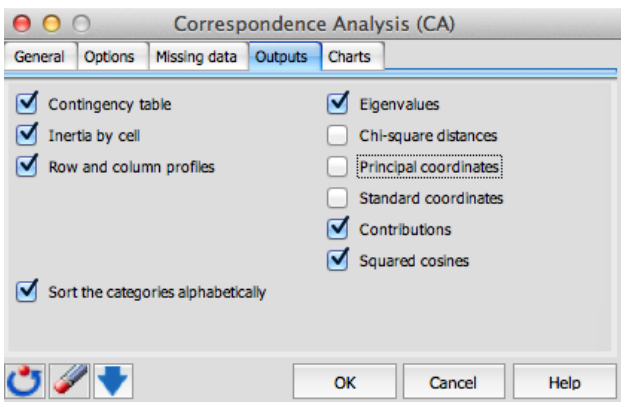 Correspondence Analysis (CA)
General Options Missing data Outputs Charts
Contingency table
Inertia by cell
Row and column profiles
Sort the categories alphabetically
Eigenvalues
Chi-square distances
Principal coordinates
Standard coordinates
Contributions
Squared cosines
OK Cancel Help